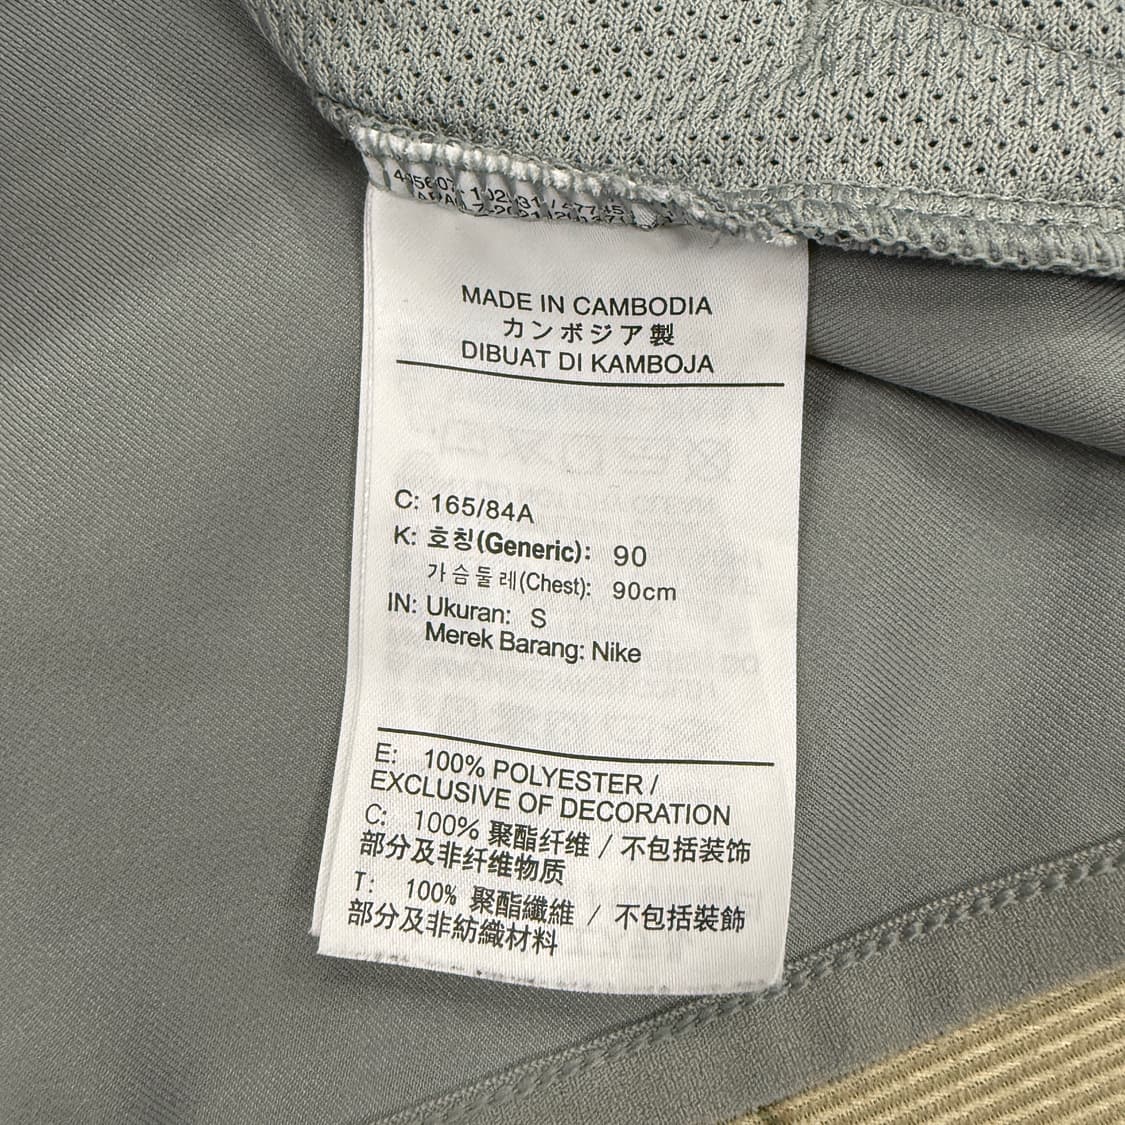 MADE IN CAMBODIA
カンボジア製
DIBUAT DI KAMBOJA
C: 165/84A
K: 호칭(Generic): 90
가슴둘레(Chest): 90cm
IN: Ukuran: S
Merek Barang: Nike
E: 100% POLYESTER /
EXCLUSIVE OF DECORATION
C: 100% 聚酯纤维 / 不包括装饰
部分及非纤维物质
T: 100% 聚酯纖維 / 不包括裝飾
部分及非紡織材料